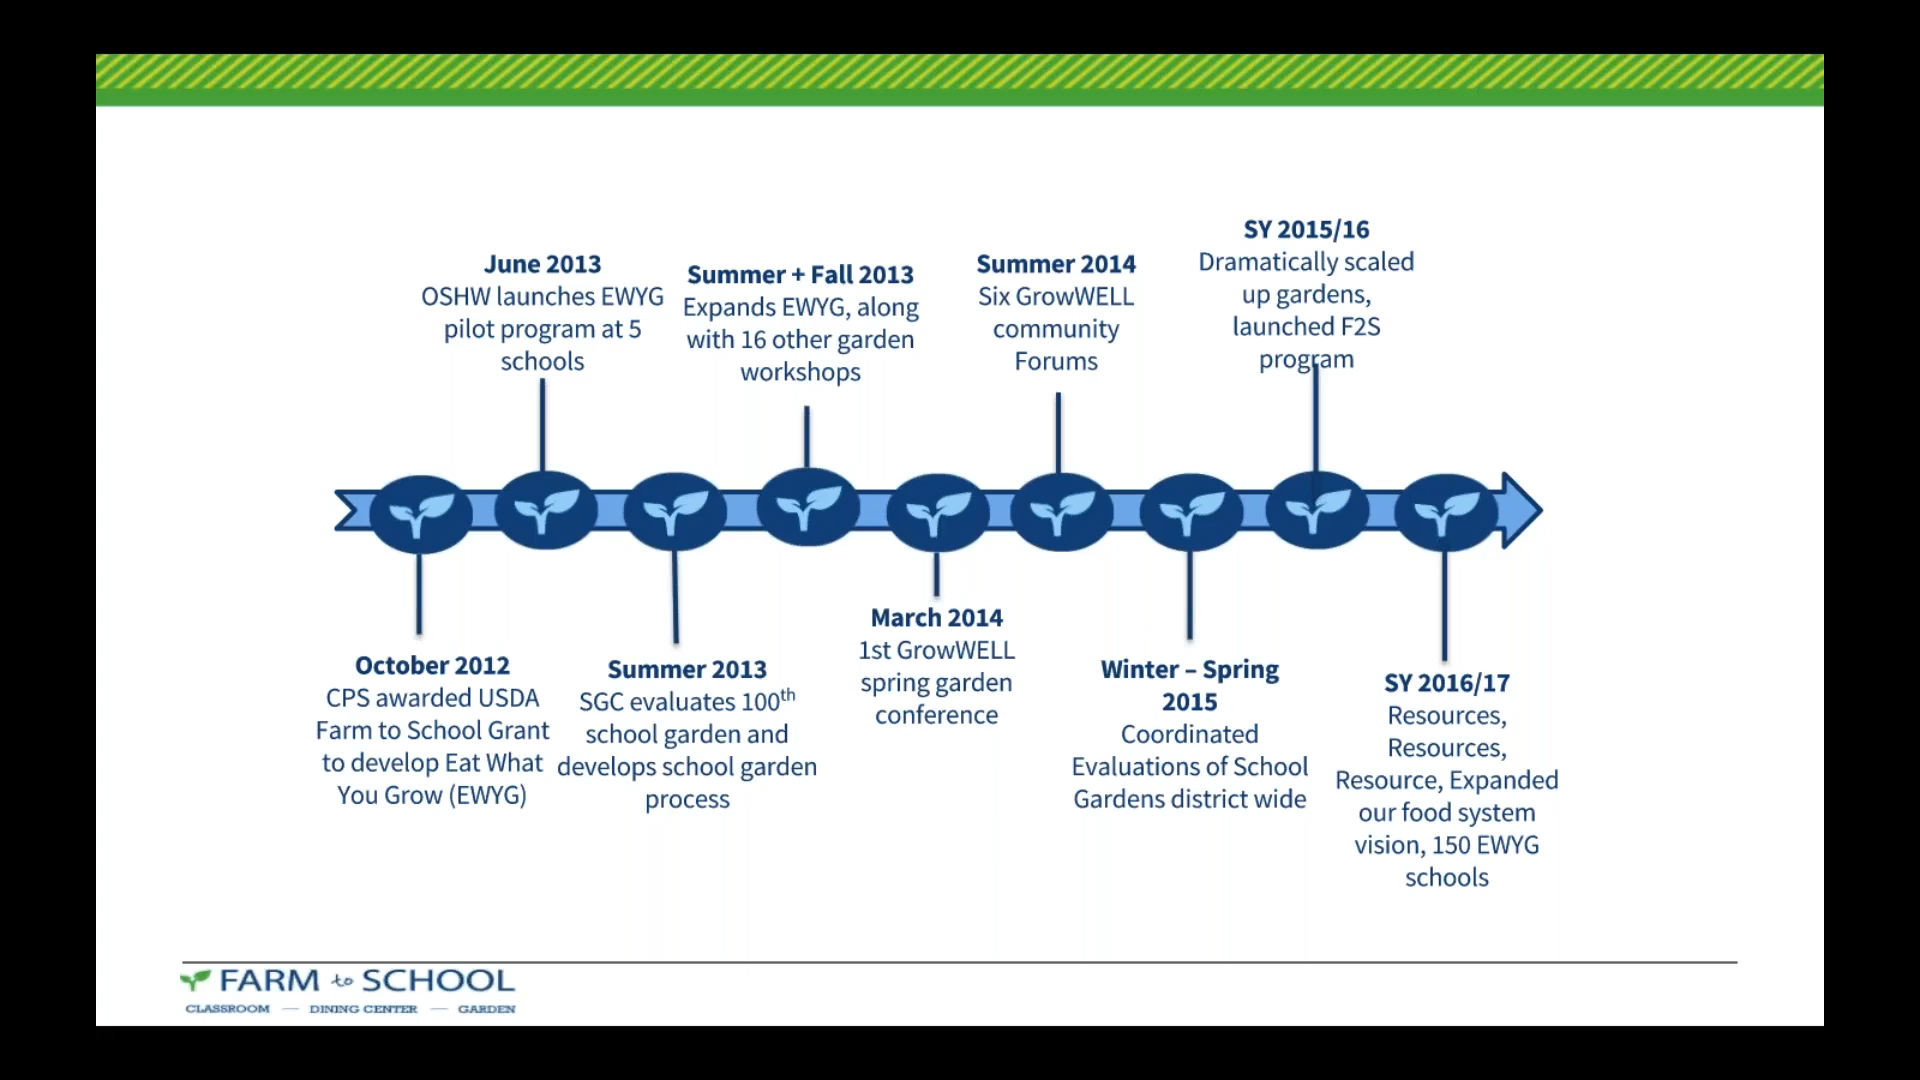 June 2013
OSHW launches EWYG
pilot program at 5
schools
Summer + Fall 2013
Expands EWYG, along
with 16 other garden
workshops
Summer 2014
Six GrowWELL
community
Forums
SY 2015/16
Dramatically scaled
up gardens,
launched F2S
program
October 2012
CPS awarded USDA
Farm to School Grant
to develop Eat What
You Grow (EWYG)
Summer 2013
SGC evaluates 100th
school garden and
develops school garden
process
March 2014
1st GrowWELL
spring garden
conference
Winter – Spring
2015
Coordinated
Evaluations of School
Gardens district wide
SY 2016/17
Resources,
Resources,
Resource, Expanded
our food system
vision, 150 EWYG
schools
FARM to SCHOOL
CLASSROOM — DINING CENTER — GARDEN